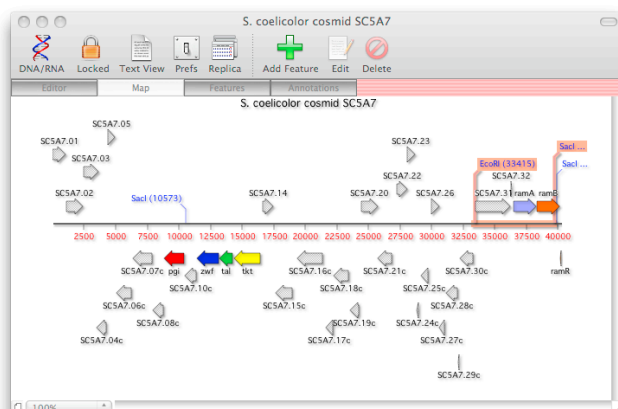 S. coelicolor cosmid SC5A7
DNA/RNA Locked Text View Prefs Replica Add Feature Edit Delete
Editor Map Features Annotations
S. coelicolor cosmid SC5A7
SC5A7.05
SC5A7.01 SC5A7.23 SacI ...
SC5A7.03 EcoRI (33415) SacI ...
SC5A7.22 SC5A7.32
SC5A7.02 SacI (10573) SC5A7.14 SC5A7.20 SC5A7.26 SC5A7.31 ramA ramB
2500 5000 7500 10000 12500 15000 17500 20000 22500 25000 27500 30000 32500 35000 37500 40000
SC5A7.07c pgi zwf tal tkt SC5A7.16c SC5A7.21c SC5A7.30c ramR
SC5A7.10c SC5A7.18c SC5A7.25c
SC5A7.06c SC5A7.15c SC5A7.28c
SC5A7.08c SC5A7.19c SC5A7.24c
SC5A7.04c SC5A7.17c SC5A7.27c
SC5A7.29c
100%